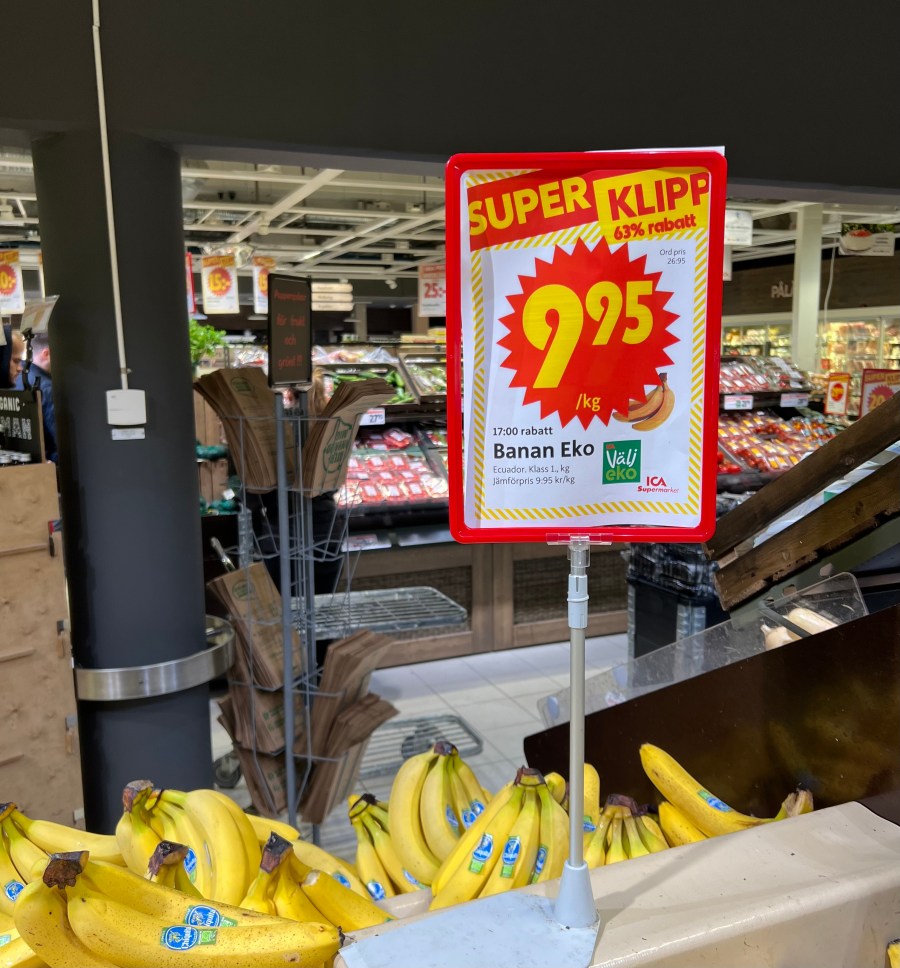 SUPER KLIPP
63% rabatt
Ord pris
26:95
9 95
/kg
17:00 rabatt
Banan Eko
Ecuador. Klass 1., kg
Jämförpris 9:95 kr/kg
Välj
eko
ICA
Supermarket
25:-